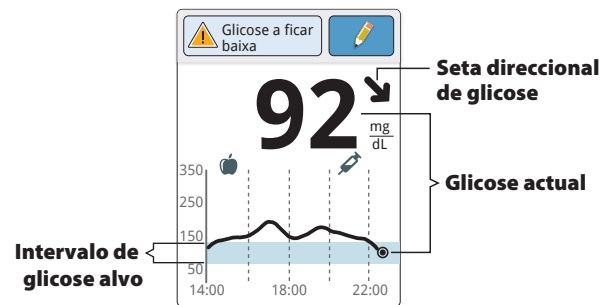 Glicose a ficar
baixa
92
mg
dL
Seta direccional
de glicose
Glicose actual
Intervalo de
glicose alvo
350
250
150
50
14:00
18:00
22:00